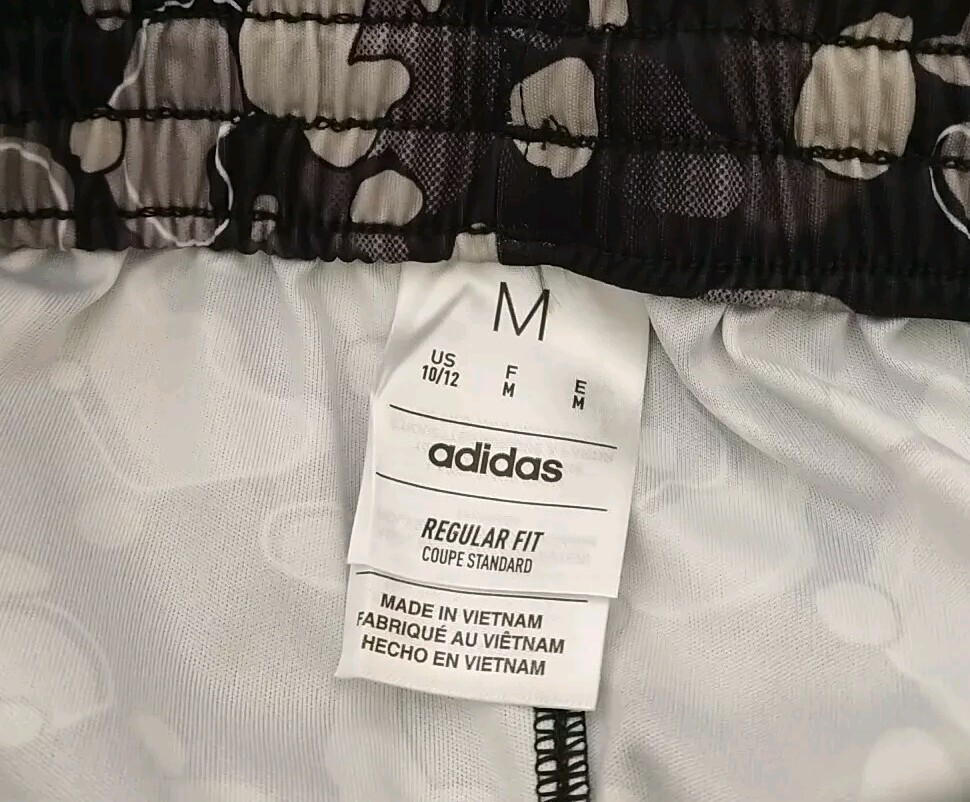 M
US F E
10/12 M M
adidas
REGULAR FIT
COUPE STANDARD
MADE IN VIETNAM
FABRIQUÉ AU VIÊTNAM
HECHO EN VIETNAM